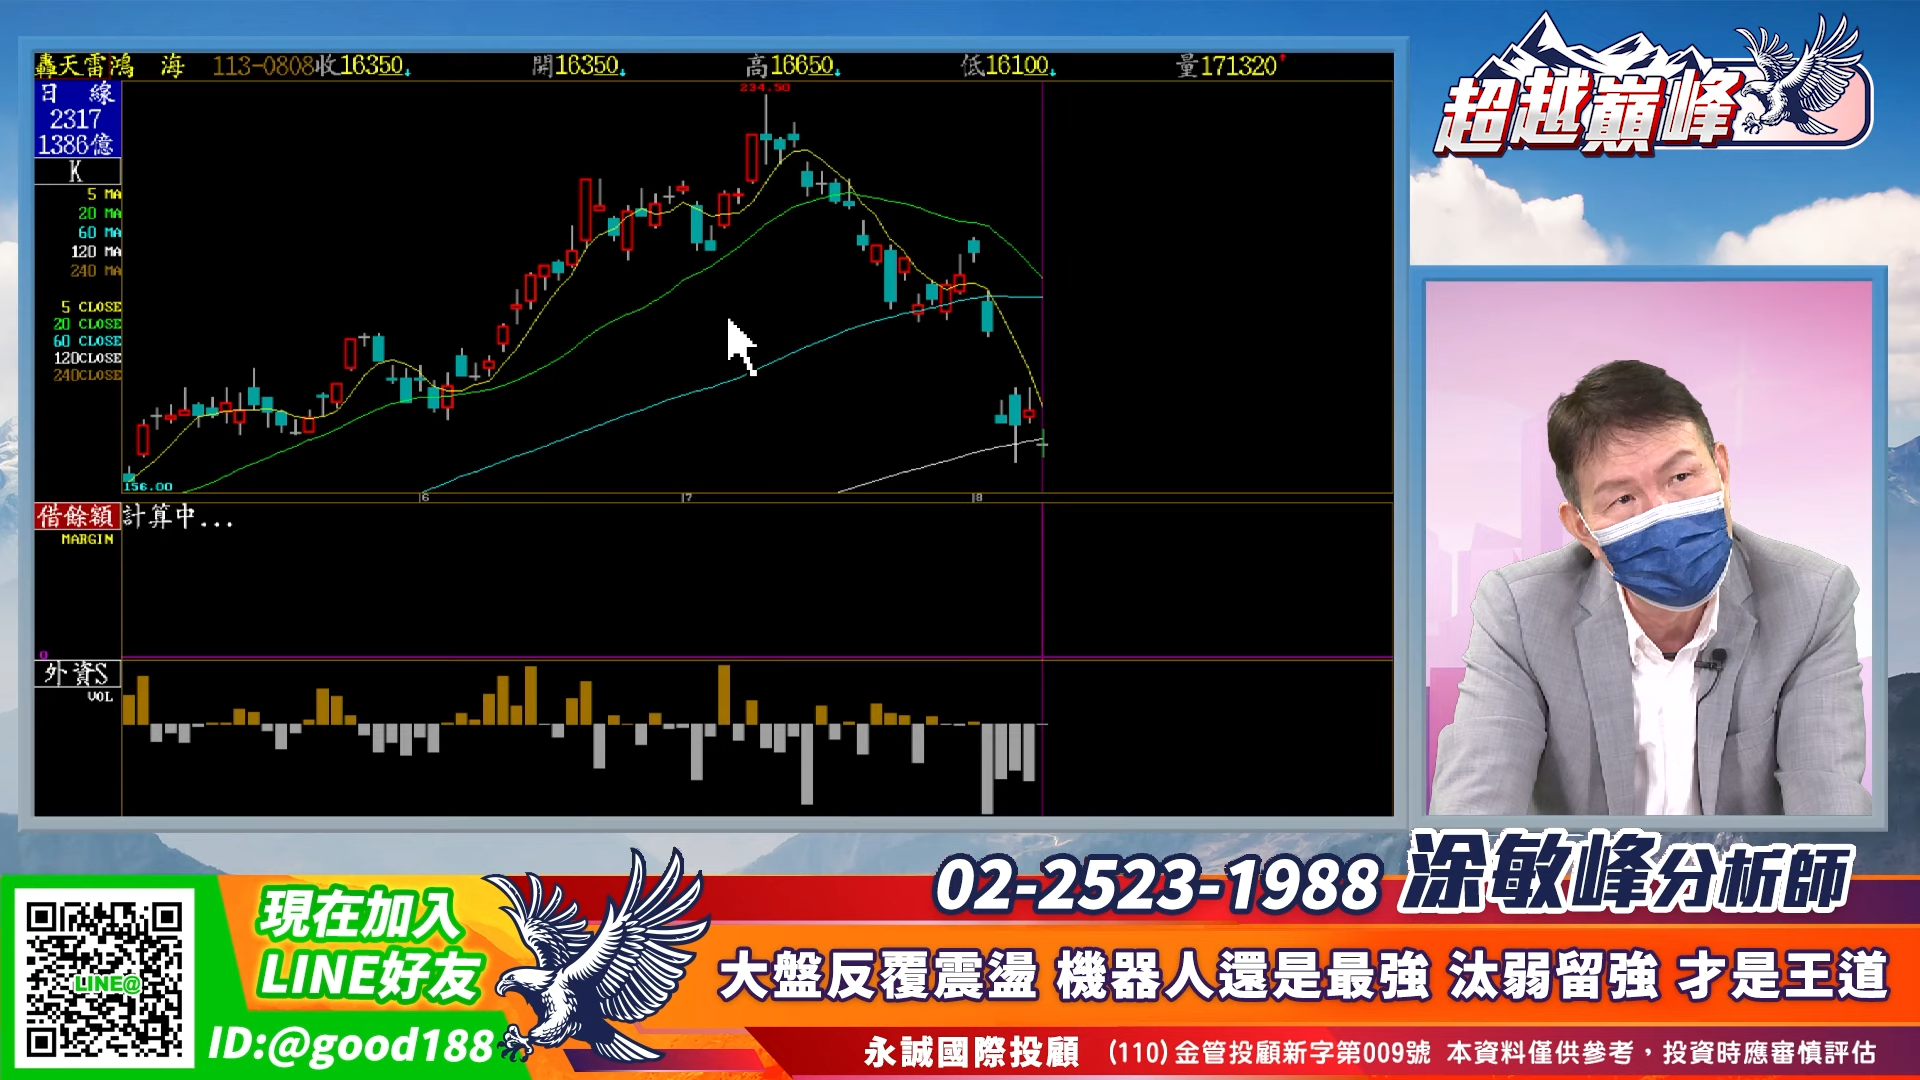 轟天雷鴻 海 113-0808收16350↓ 開16350↓ 高16650↓ 低16100↓ 量171320↑
日 線
2317
1386億
K
5 MA
20 MA
60 MA
120 MA
240 MA
5 CLOSE
20 CLOSE
60 CLOSE
120CLOSE
240CLOSE
234.50
156.00
6 7 8
借餘額 計算中...
MARGIN
0
外資S
VOL
超越巔峰
02-2523-1988 涂敏峰分析師
現在加入
LINE好友
LINE@
ID:@good188
大盤反覆震盪 機器人還是最強 汰弱留強 才是王道
永誠國際投顧 (110)金管投顧新字第009號 本資料僅供參考，投資時應審慎評估